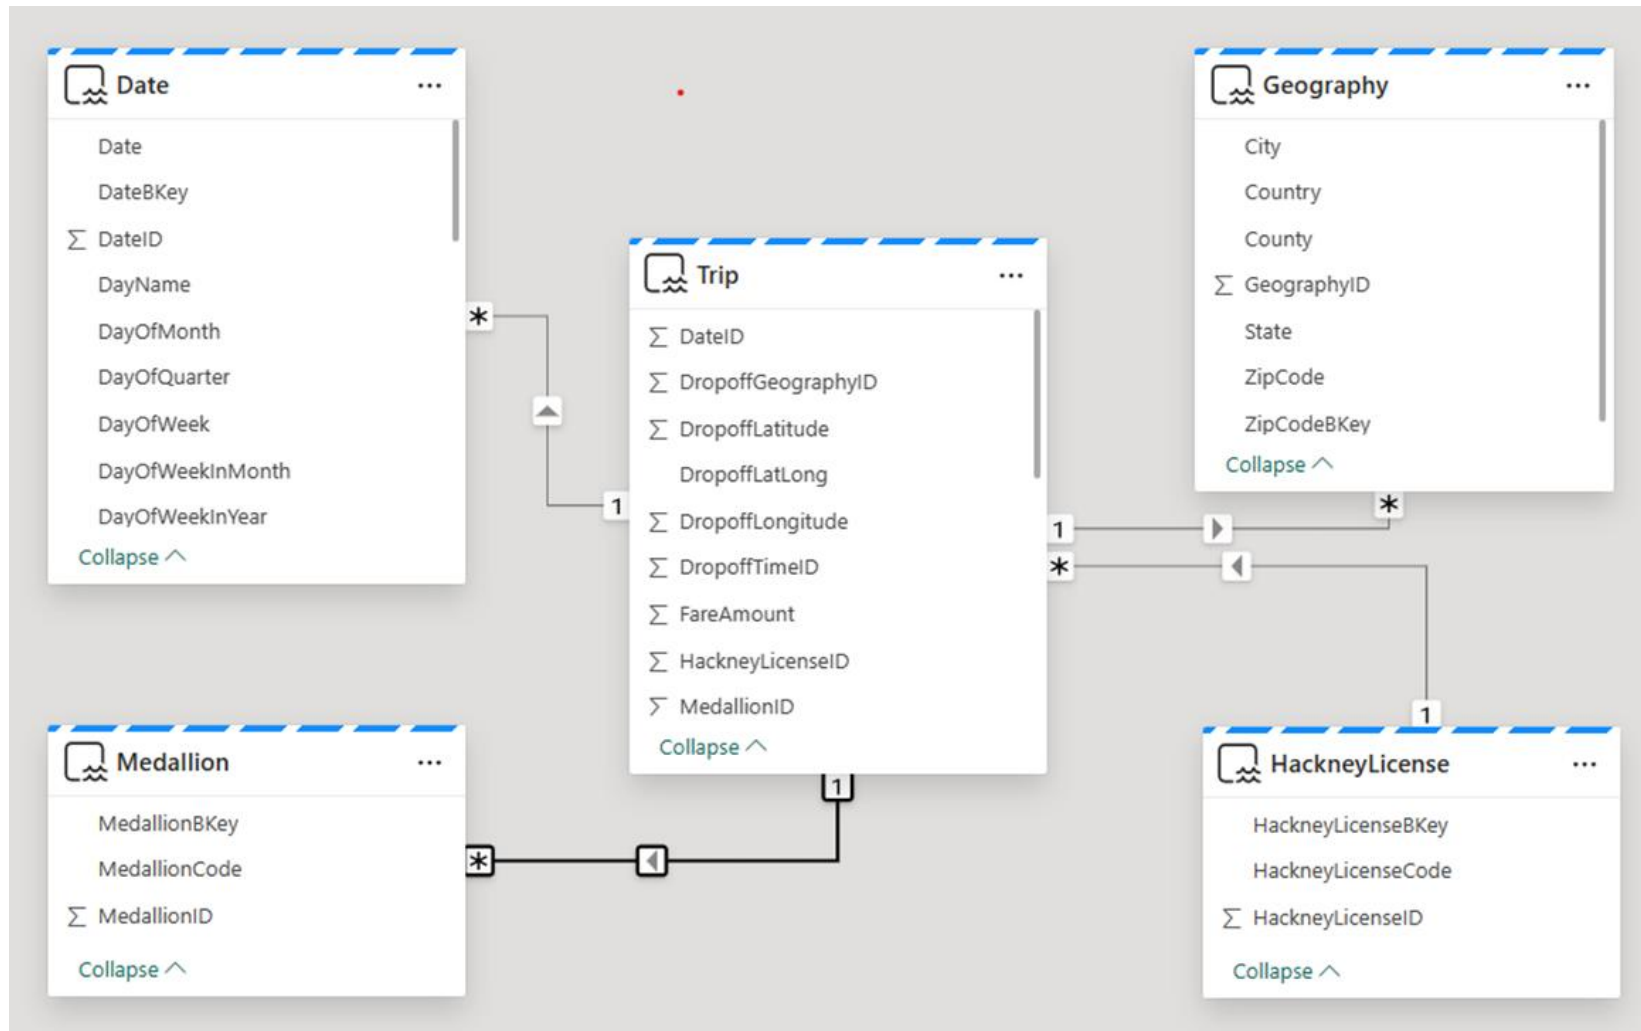 Date
Date
DateBKey
Σ DateID
DayName
DayOfMonth
DayOfQuarter
DayOfWeek
DayOfWeekInMonth
DayOfWeekInYear
Collapse
*
1
Trip
Σ DateID
Σ DropoffGeographyID
Σ DropoffLatitude
DropoffLatLong
Σ DropoffLongitude
Σ DropoffTimeID
Σ FareAmount
Σ HackneyLicenseID
Σ MedallionID
Collapse
1
*
1
Geography
City
Country
County
Σ GeographyID
State
ZipCode
ZipCodeBKey
Collapse
*
Medallion
MedallionBKey
MedallionCode
Σ MedallionID
Collapse
*
1
HackneyLicense
HackneyLicenseBKey
HackneyLicenseCode
Σ HackneyLicenseID
Collapse